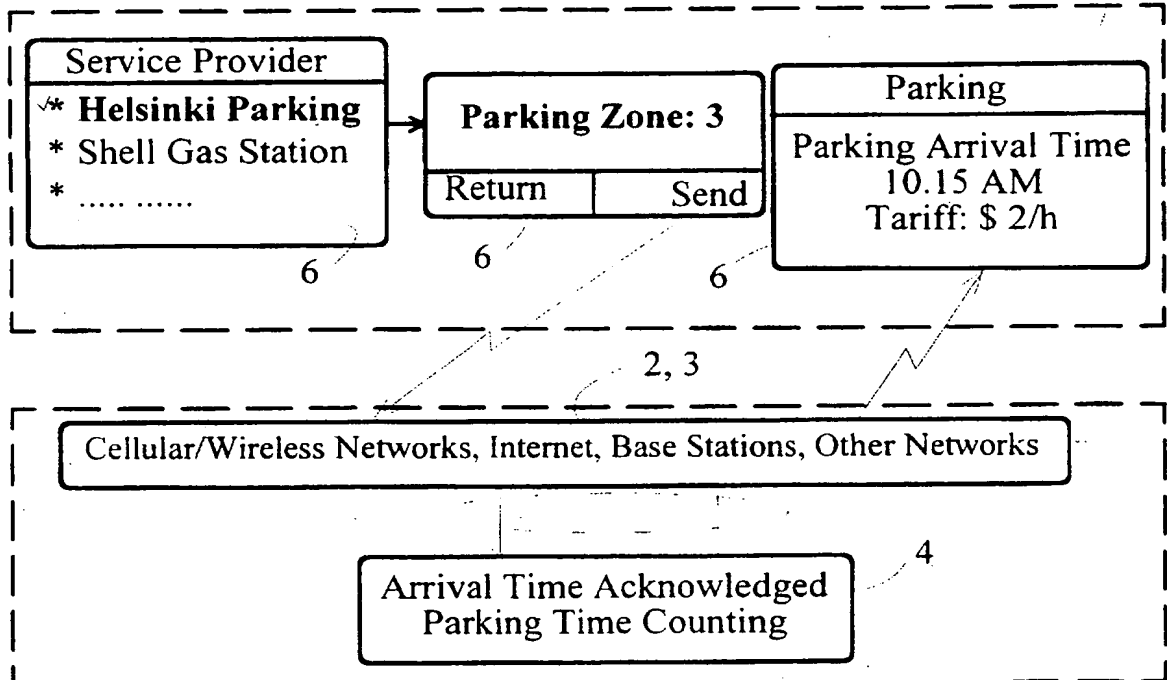 Service Provider
* Helsinki Parking
* Shell Gas Station
* ..... ......
6
Parking Zone: 3
Return Send
6
Parking
Parking Arrival Time
10.15 AM
Tariff: $ 2/h
6
2, 3
Cellular/Wireless Networks, Internet, Base Stations, Other Networks
4
Arrival Time Acknowledged
Parking Time Counting